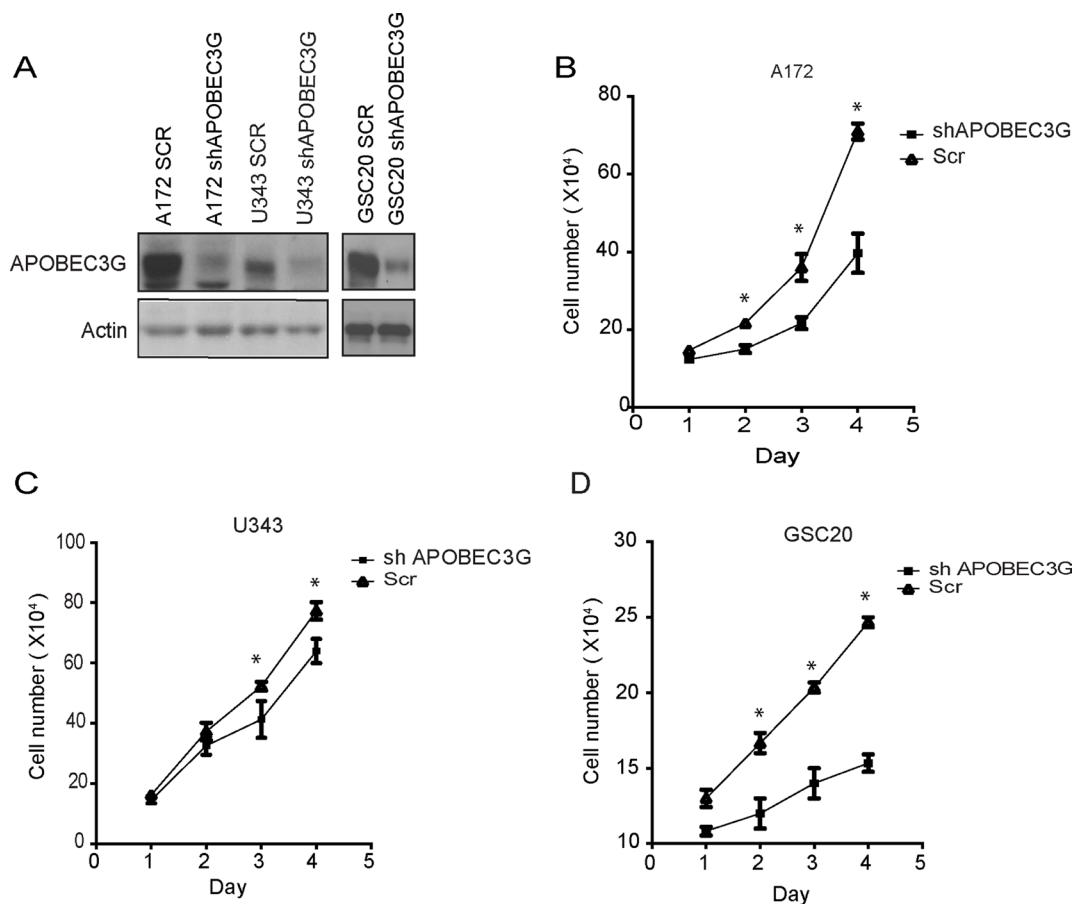 A
A172 SCR
A172 shAPOBEC3G
U343 SCR
U343 shAPOBEC3G
GSC20 SCR
GSC20 shAPOBEC3G
APOBEC3G
Actin
B
A172
80
60
40
20
0
0 1 2 3 4 5
Cell number ( X10⁴)
Day
* * *
shAPOBEC3G
Scr
C
U343
100
80
60
40
20
0
0 1 2 3 4 5
Cell number ( X10⁴)
Day
* *
sh APOBEC3G
Scr
D
GSC20
30
25
20
15
10
0 1 2 3 4 5
Cell number ( X10⁴)
Day
* * *
sh APOBEC3G
Scr